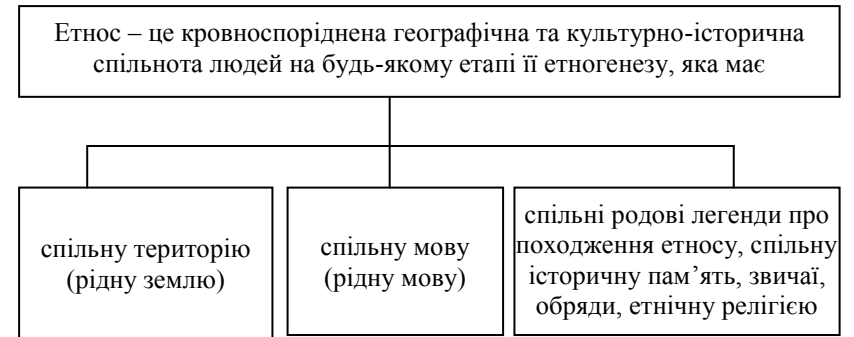 Етнос – це кровноспоріднена географічна та культурно-історична
спільнота людей на будь-якому етапі її етногенезу, яка має
спільну територію
(рідну землю)
спільну мову
(рідну мову)
спільні родові легенди про
походження етносу, спільну
історичну пам’ять, звичаї,
обряди, етнічну релігією